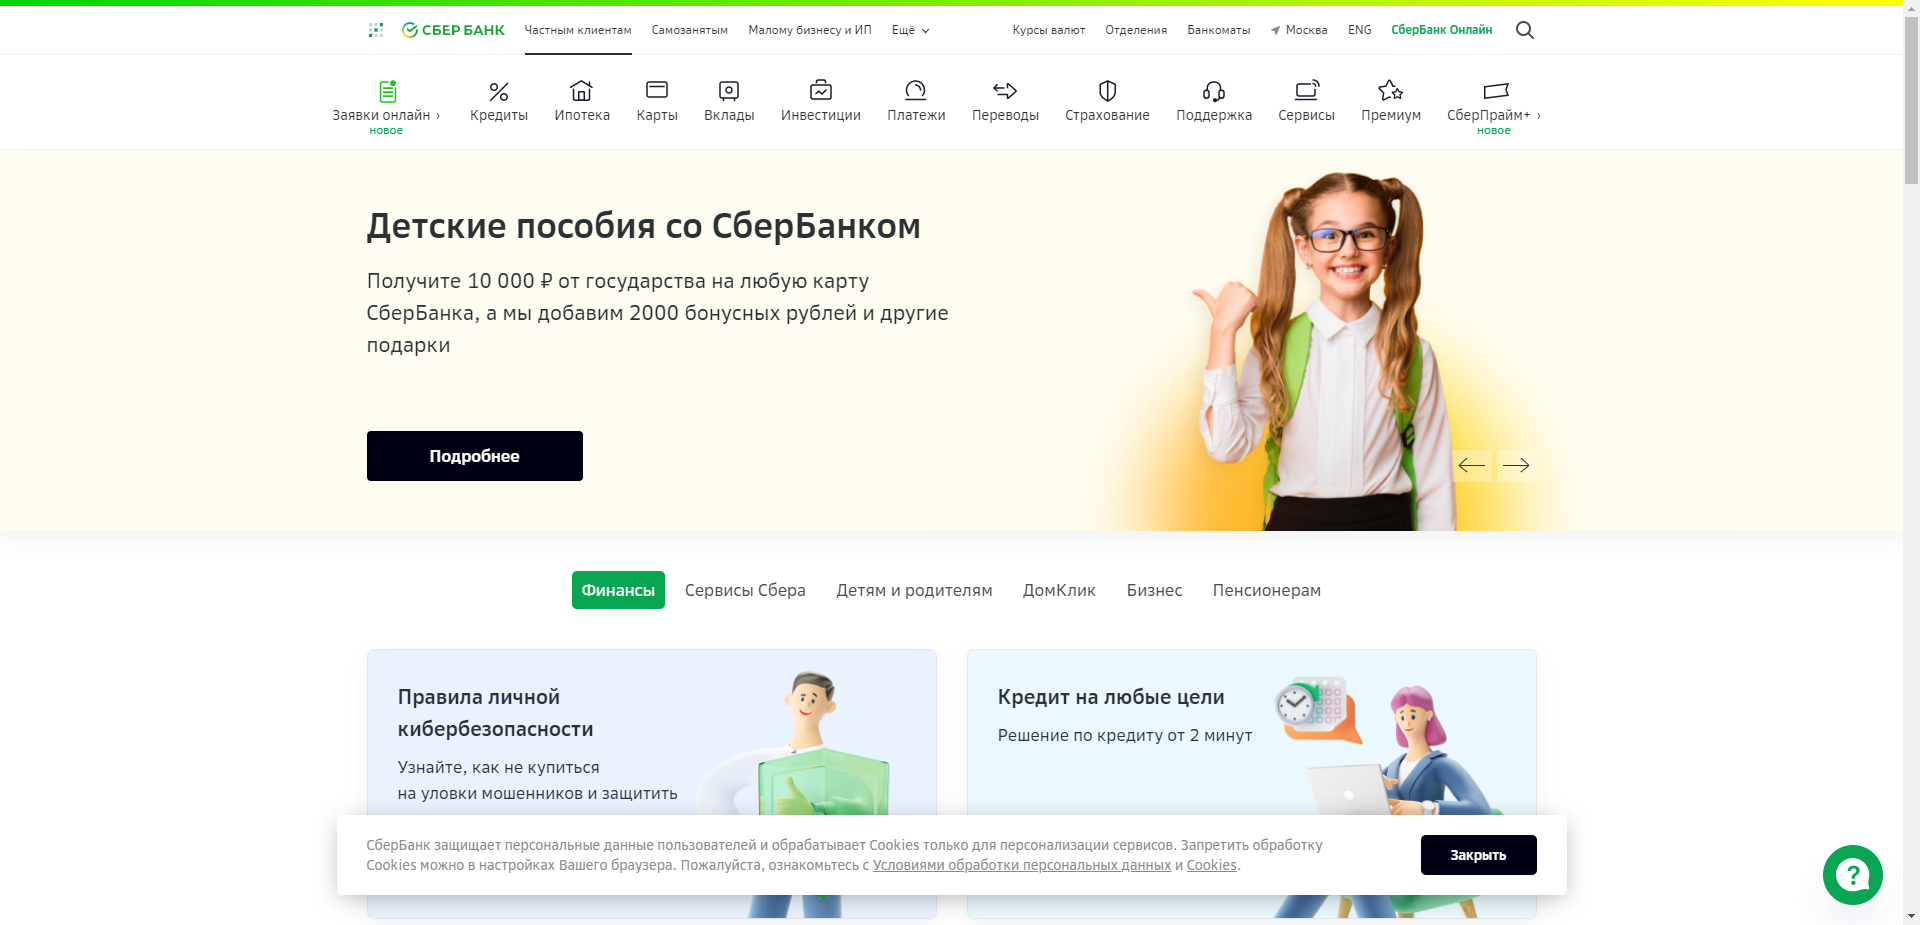 СБЕР БАНК
Частным клиентам
Самозанятым
Малому бизнесу и ИП
Ещё
Курсы валют
Отделения
Банкоматы
Москва
ENG
СберБанк Онлайн
Заявки онлайн ›
новое
Кредиты
Ипотека
Карты
Вклады
Инвестиции
Платежи
Переводы
Страхование
Поддержка
Сервисы
Премиум
СберПрайм+ ›
новое
Детские пособия со СберБанком
Получите 10 000 ₽ от государства на любую карту
СберБанка, а мы добавим 2000 бонусных рублей и другие
подарки
Подробнее
Финансы
Сервисы Сбера
Детям и родителям
ДомКлик
Бизнес
Пенсионерам
Правила личной
кибербезопасности
Узнайте, как не купиться
на уловки мошенников и защитить
Кредит на любые цели
Решение по кредиту от 2 минут
СберБанк защищает персональные данные пользователей и обрабатывает Cookies только для персонализации сервисов. Запретить обработку
Cookies можно в настройках Вашего браузера. Пожалуйста, ознакомьтесь с Условиями обработки персональных данных и Cookies.
Закрыть
?